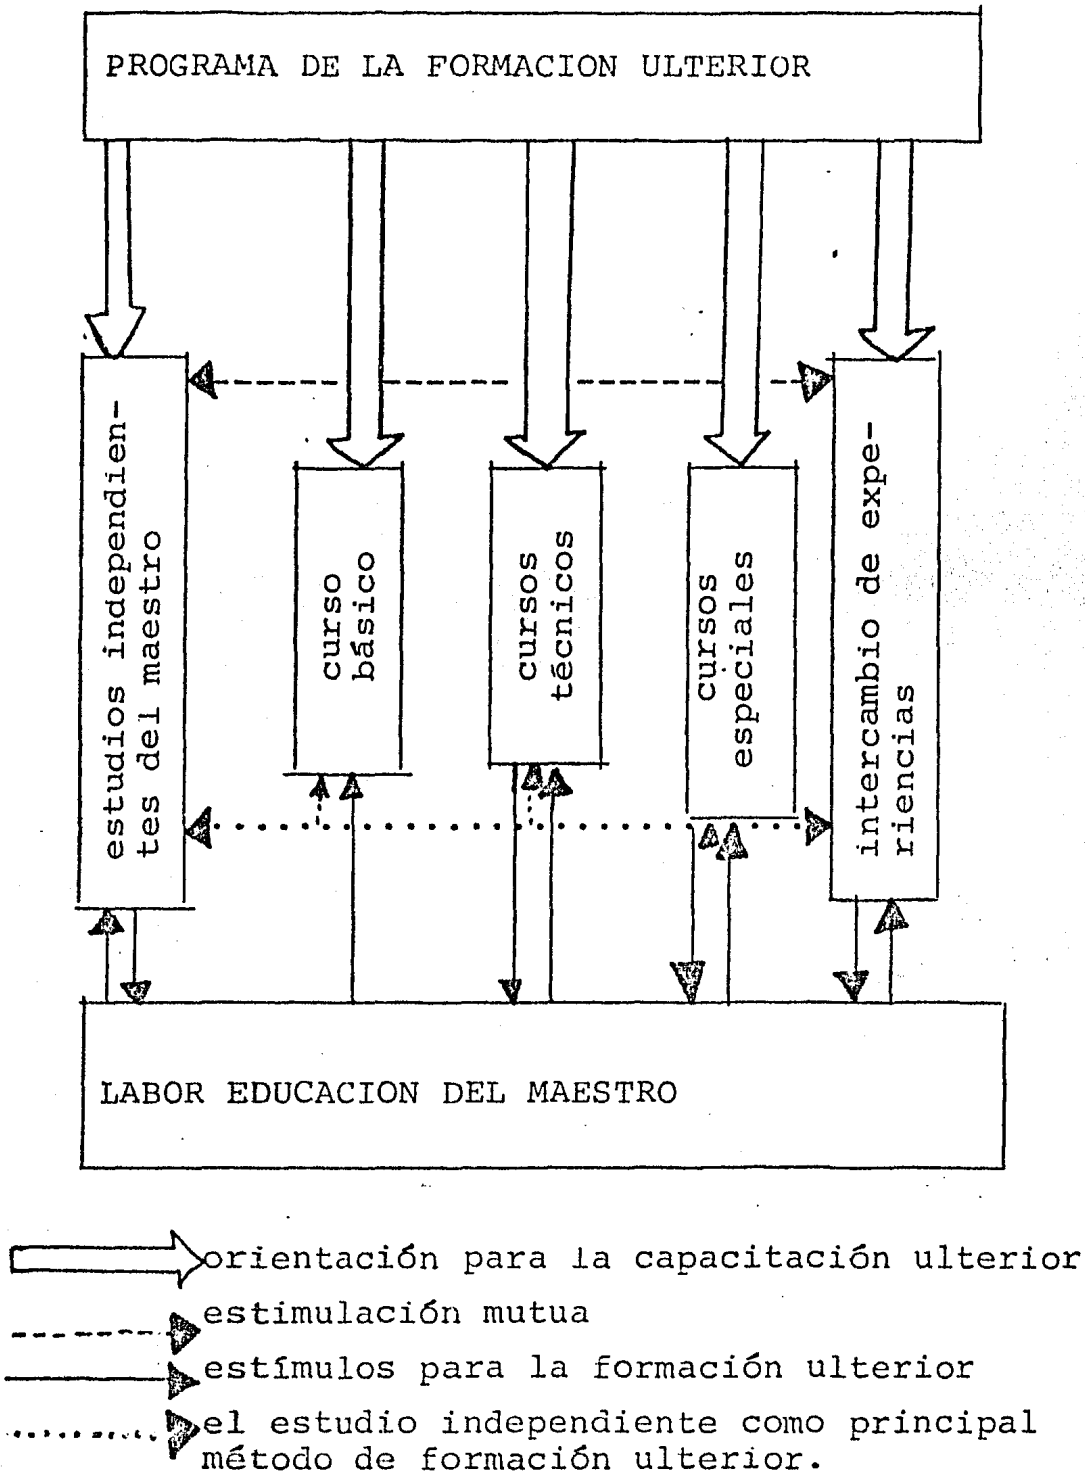 PROGRAMA DE LA FORMACION ULTERIOR
estudios independien-
tes del maestro
curso
básico
cursos
técnicos
cursos
especiales
intercambio de expe-
riencias
LABOR EDUCACION DEL MAESTRO
orientación para la capacitación ulterior
estimulación mutua
estímulos para la formación ulterior
el estudio independiente como principal
método de formación ulterior.